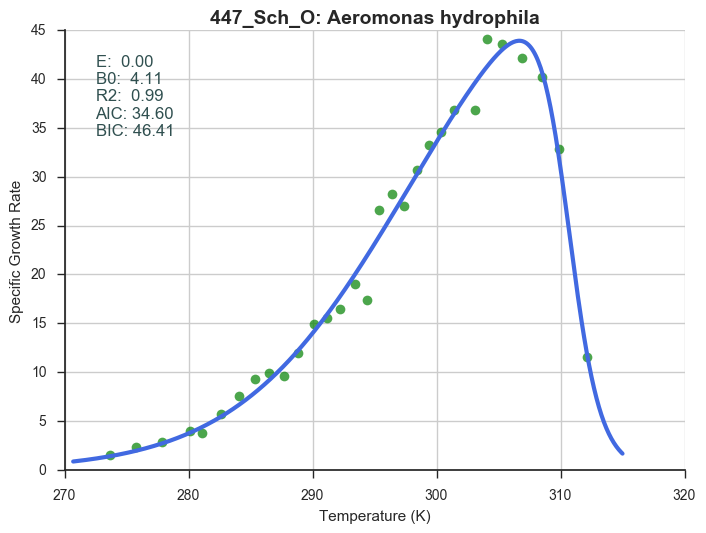 447_Sch_O: Aeromonas hydrophila
45
E:  0.00
B0:  4.11
40
R2:  0.99
AIC: 34.60
35
BIC: 46.41
30
25
Specific Growth Rate
20
15
10
5
0
270 280 290 300 310 320
Temperature (K)